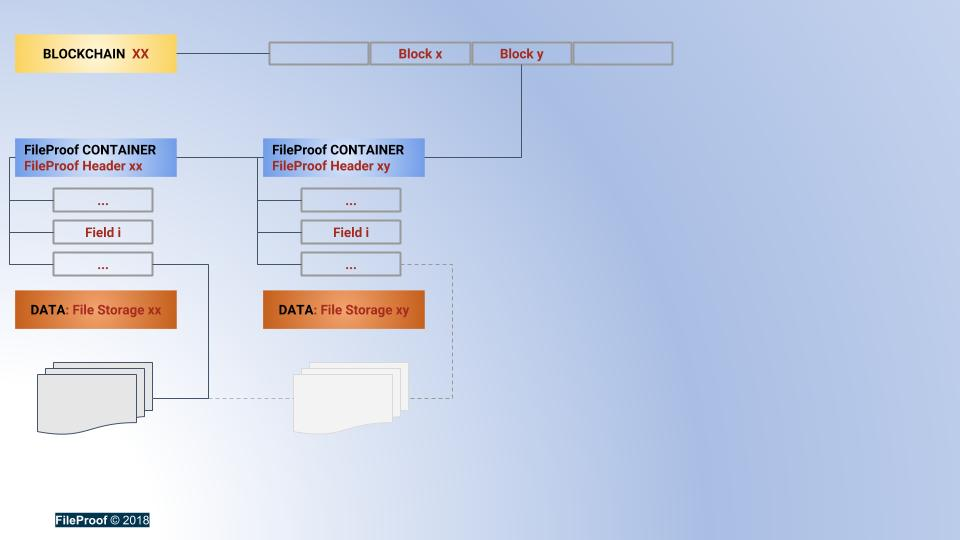 BLOCKCHAIN XX
Block x
Block y
FileProof CONTAINER
FileProof Header xx
...
Field i
...
DATA: File Storage xx
FileProof CONTAINER
FileProof Header xy
...
Field i
...
DATA: File Storage xy
FileProof © 2018